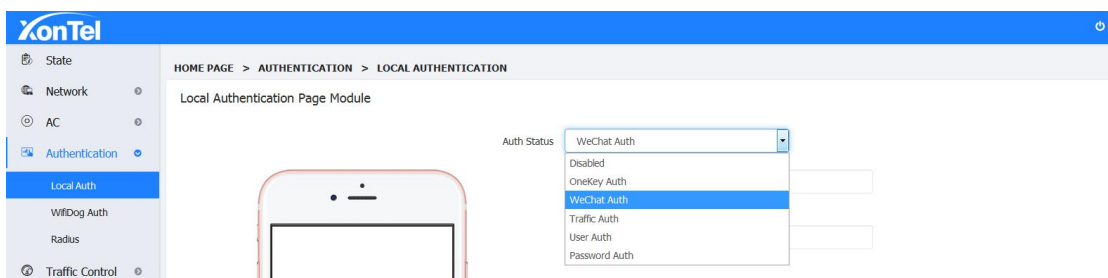 XonTel
State
Network
AC
Authentication
Local Auth
WifiDog Auth
Radius
Traffic Control
HOME PAGE > AUTHENTICATION > LOCAL AUTHENTICATION
Local Authentication Page Module
Auth Status WeChat Auth
Disabled
OneKey Auth
WeChat Auth
Traffic Auth
User Auth
Password Auth